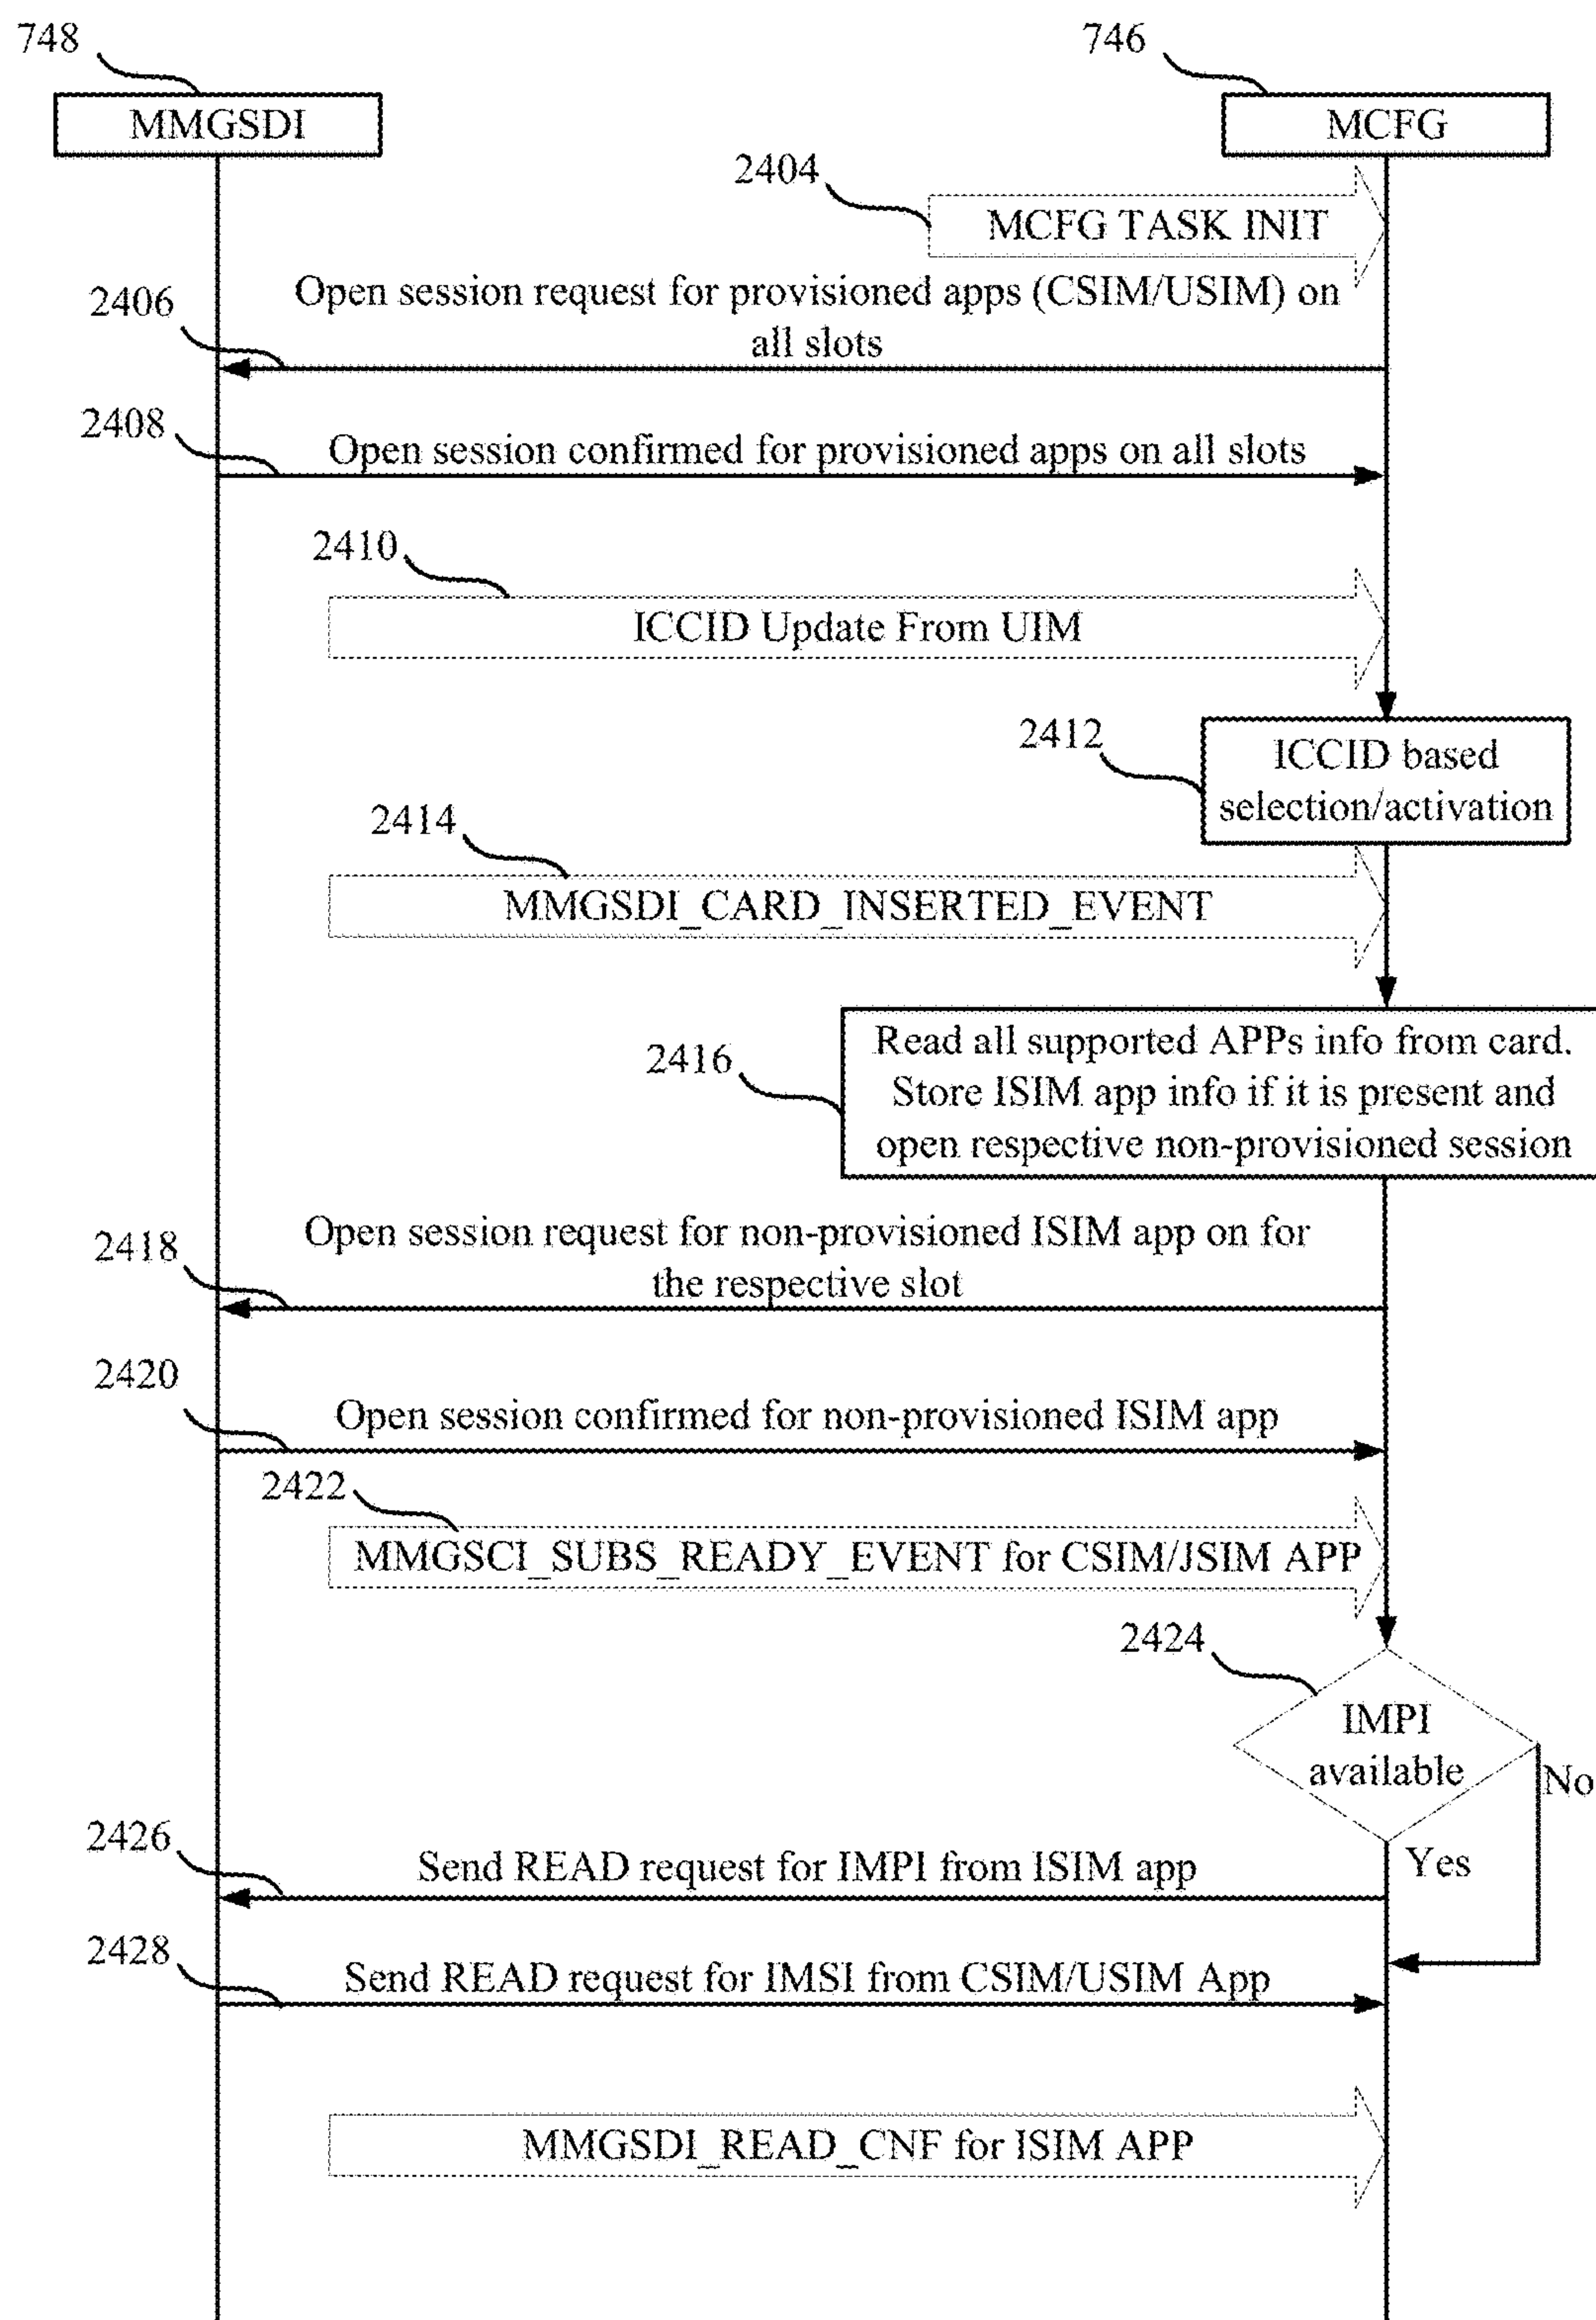 748
746
MMGSDI
MCFG
2404
MCFG TASK INIT
2406
Open session request for provisioned apps (CSIM/USIM) on
all slots
2408
Open session confirmed for provisioned apps on all slots
2410
ICCID Update From UIM
2412
ICCID based
selection/activation
2414
MMGSDI_CARD_INSERTED_EVENT
2416
Read all supported APPs info from card.
Store ISIM app info if it is present and
open respective non-provisioned session
2418
Open session request for non-provisioned ISIM app on for
the respective slot
2420
Open session confirmed for non-provisioned ISIM app
2422
MMGSCI_SUBS_READY_EVENT for CSIM/JSIM APP
2424
IMPI
available
No
Yes
2426
Send READ request for IMPI from ISIM app
2428
Send READ request for IMSI from CSIM/USIM App
MMGSDI_READ_CNF for ISIM APP